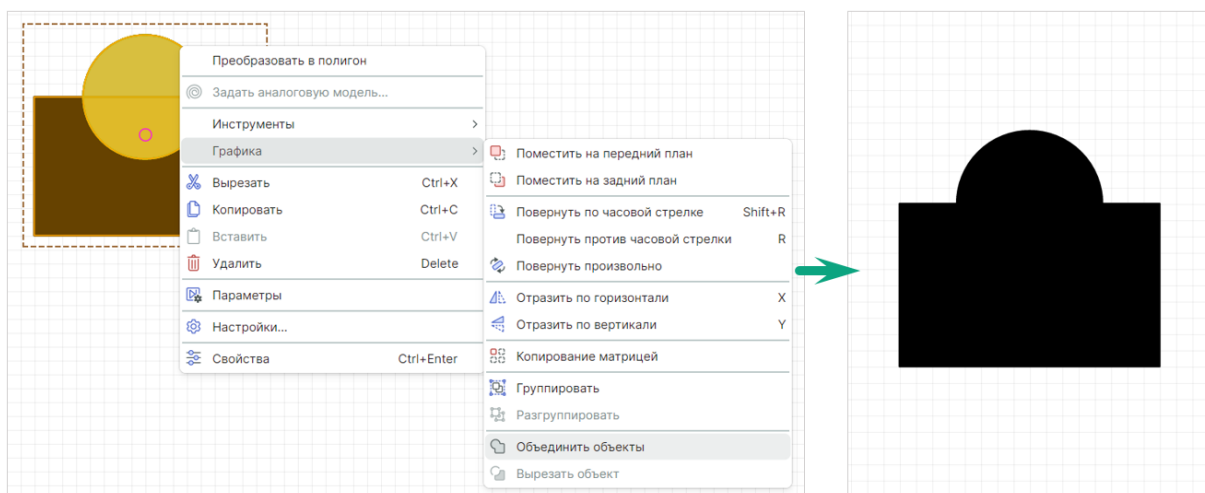 Преобразовать в полигон
Задать аналоговую модель...
Инструменты
Графика
Вырезать Ctrl+X
Копировать Ctrl+C
Вставить Ctrl+V
Удалить Delete
Параметры
Настройки...
Свойства Ctrl+Enter
Поместить на передний план
Поместить на задний план
Повернуть по часовой стрелке Shift+R
Повернуть против часовой стрелки R
Повернуть произвольно
Отразить по горизонтали X
Отразить по вертикали Y
Копирование матрицей
Группировать
Разгруппировать
Объединить объекты
Вырезать объект